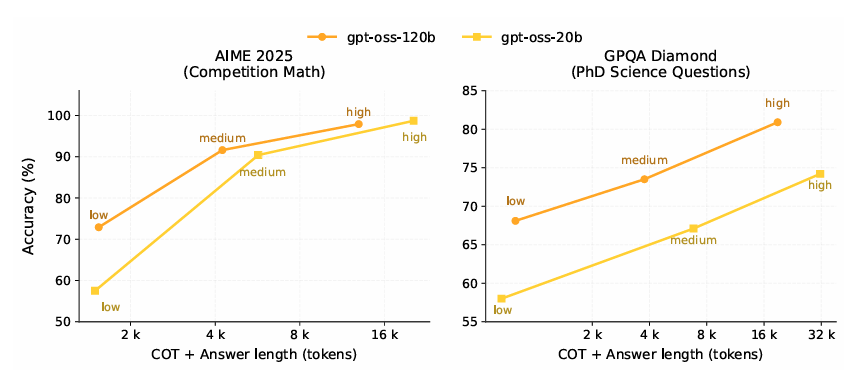 gpt-oss-120b gpt-oss-20b
AIME 2025
(Competition Math)
Accuracy (%)
100
90
80
70
60
50
low
medium
high
low
medium
high
2 k 4 k 8 k 16 k
COT + Answer length (tokens)
GPQA Diamond
(PhD Science Questions)
85
80
75
70
65
60
55
low
medium
high
low
medium
high
2 k 4 k 8 k 16 k 32 k
COT + Answer length (tokens)